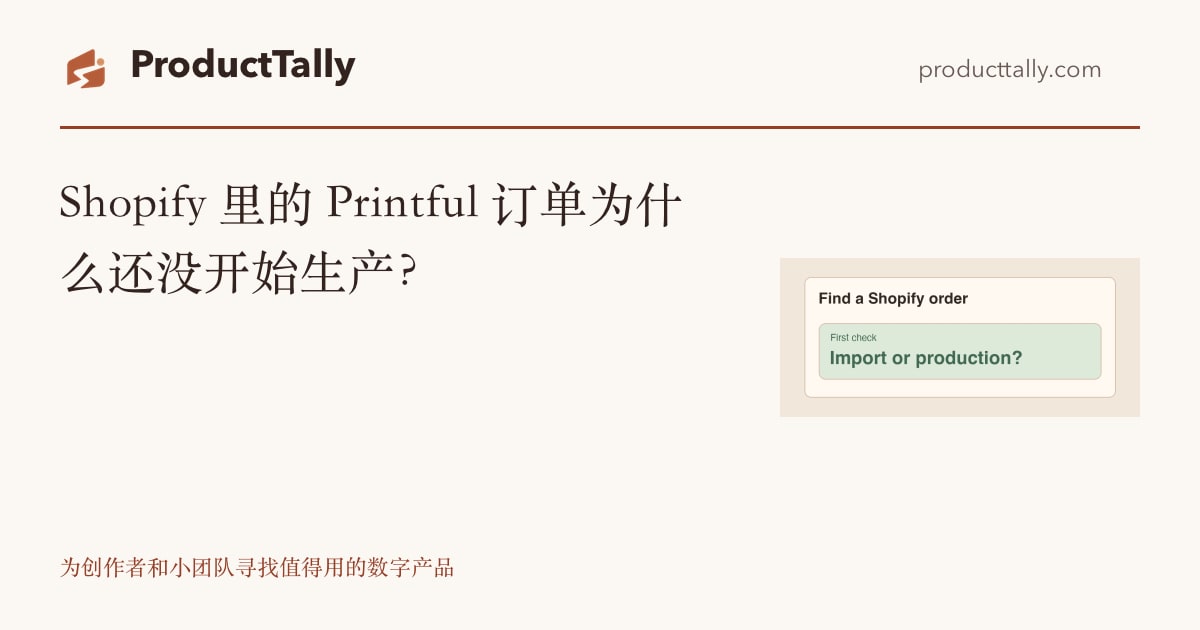 ProductTally
producttally.com
Shopify 里的 Printful 订单为什
么还没开始生产?
Find a Shopify order
First check
Import or production?
为创作者和小团队寻找值得用的数字产品